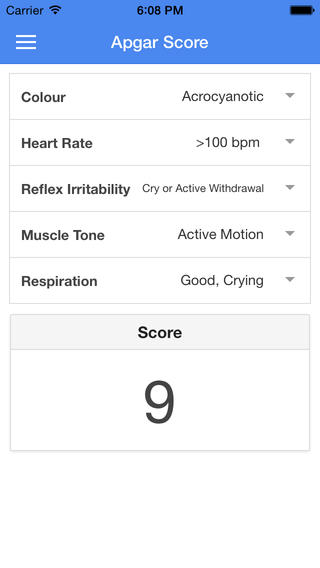 Carrier 6:08 PM
Apgar Score
Colour Acrocyanotic
Heart Rate >100 bpm
Reflex Irritability Cry or Active Withdrawal
Muscle Tone Active Motion
Respiration Good, Crying
Score
9